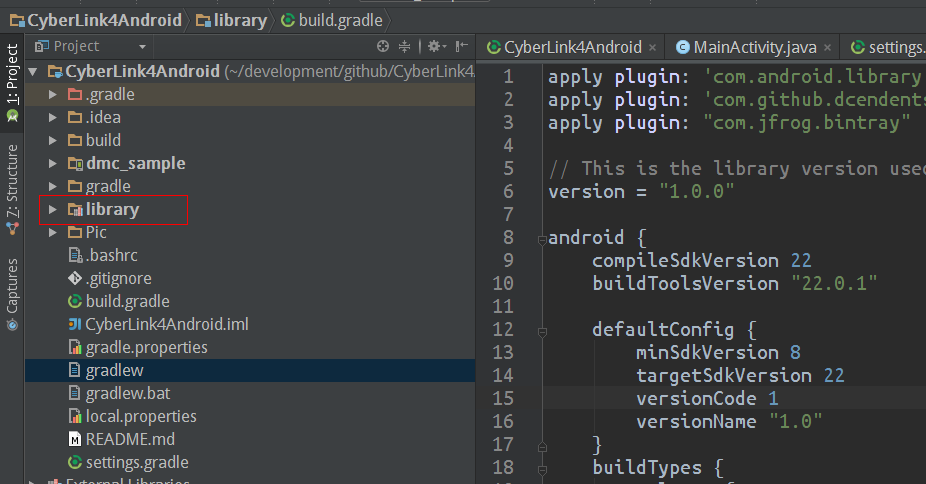 CyberLink4Android library build.gradle
1: Project
Z: Structure
Captures
Project
CyberLink4Android (~/development/github/CyberLink4
.gradle
.idea
build
dmc_sample
gradle
library
Pic
.bashrc
.gitignore
build.gradle
CyberLink4Android.iml
gradle.properties
gradlew
gradlew.bat
local.properties
README.md
settings.gradle
External Libraries
CyberLink4Android × MainActivity.java × settings.
1 apply plugin: 'com.android.library
2 apply plugin: 'com.github.dcendents
3 apply plugin: "com.jfrog.bintray"
4
5 // This is the library version used
6 version = "1.0.0"
7
8 android {
9 compileSdkVersion 22
10 buildToolsVersion "22.0.1"
11
12 defaultConfig {
13 minSdkVersion 8
14 targetSdkVersion 22
15 versionCode 1
16 versionName "1.0"
17 }
18 buildTypes {